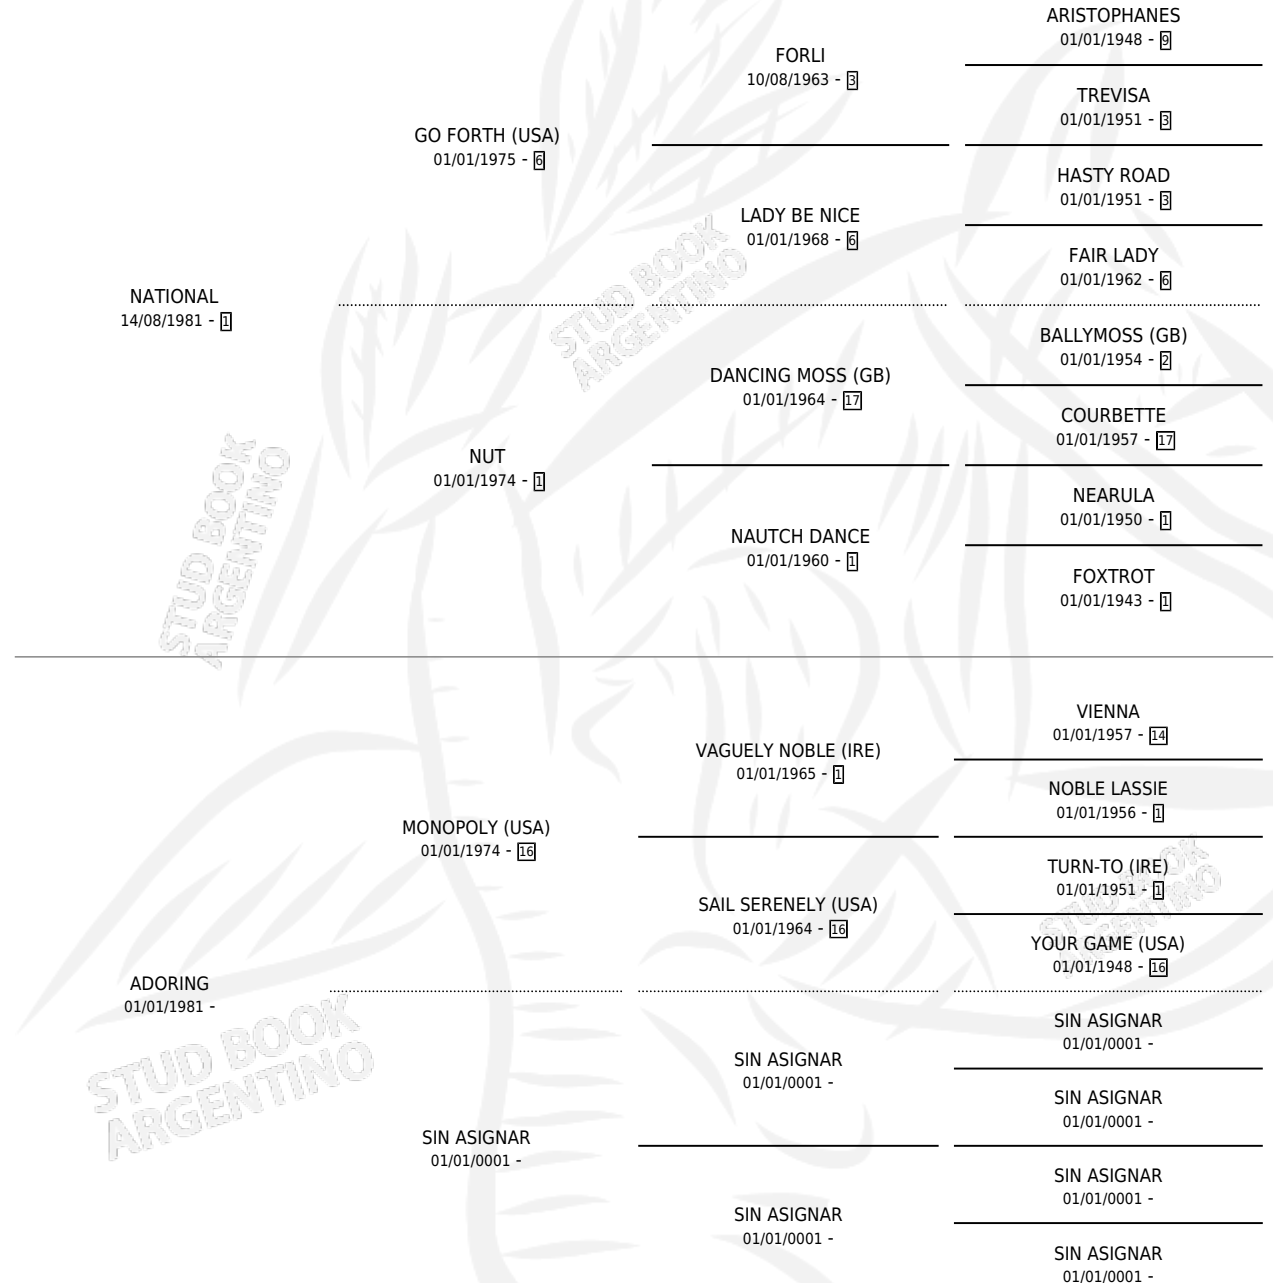 ARISTOPHANES
01/01/1948 - 9
FORLI
10/08/1963 - 3
TREVISA
01/01/1951 - 3
GO FORTH (USA)
01/01/1975 - 6
HASTY ROAD
01/01/1951 - 3
LADY BE NICE
01/01/1968 - 6
FAIR LADY
01/01/1962 - 6
NATIONAL
14/08/1981 - 1
BALLYMOSS (GB)
01/01/1954 - 2
DANCING MOSS (GB)
01/01/1964 - 17
COURBETTE
01/01/1957 - 17
NUT
01/01/1974 - 1
NEARULA
01/01/1950 - 1
NAUTCH DANCE
01/01/1960 - 1
FOXTROT
01/01/1943 - 1
VIENNA
01/01/1957 - 14
VAGUELY NOBLE (IRE)
01/01/1965 - 1
NOBLE LASSIE
01/01/1956 - 1
MONOPOLY (USA)
01/01/1974 - 16
TURN-TO (IRE)
01/01/1951 - 1
SAIL SERENELY (USA)
01/01/1964 - 16
YOUR GAME (USA)
01/01/1948 - 16
ADORING
01/01/1981 -
SIN ASIGNAR
01/01/0001 -
SIN ASIGNAR
01/01/0001 -
SIN ASIGNAR
01/01/0001 -
SIN ASIGNAR
01/01/0001 -
SIN ASIGNAR
01/01/0001 -
SIN ASIGNAR
01/01/0001 -
SIN ASIGNAR
01/01/0001 -
STUD BOOK
ARGENTINO
STUD BOOK
ARGENTINO
STUD BOOK
ARGENTINO
STUD BOOK
ARGENTINO